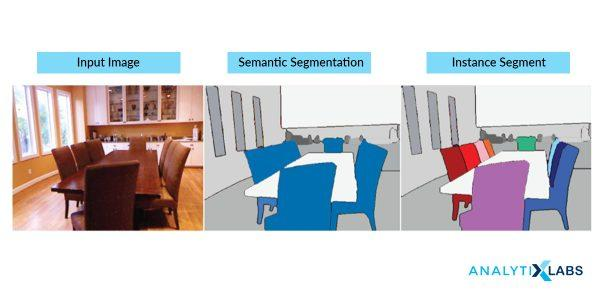 Input Image
Semantic Segmentation
Instance Segment
ANALYTIXLABS